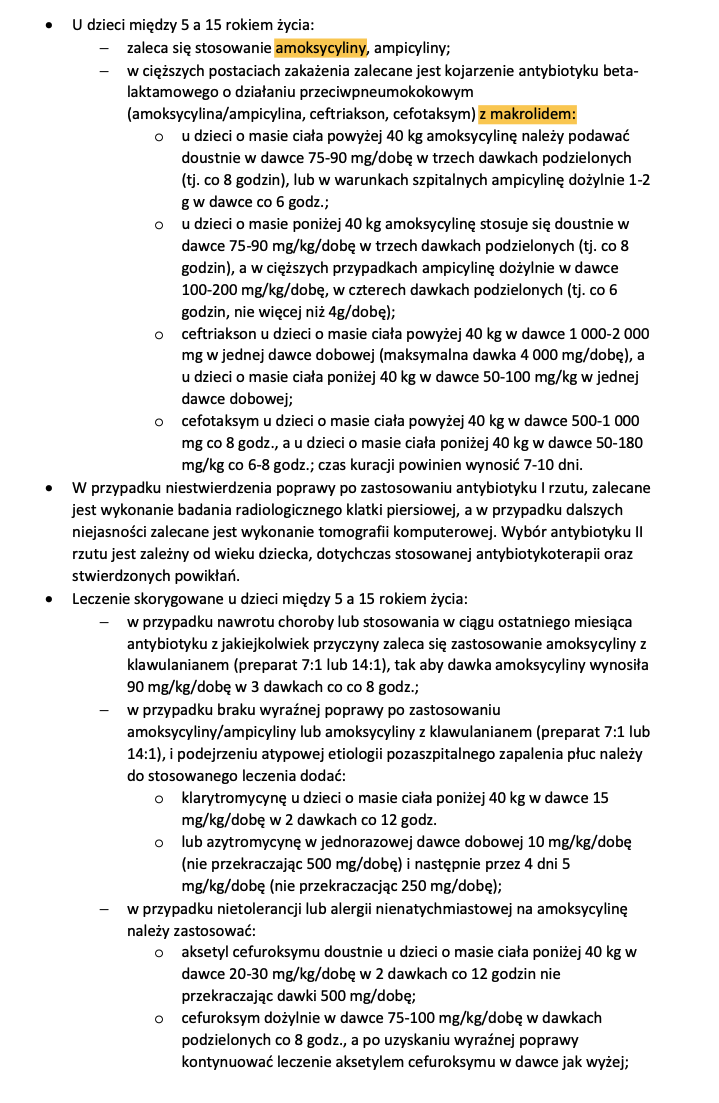 • U dzieci między 5 a 15 rokiem życia:
– zaleca się stosowanie amoksycyliny, ampicyliny;
– w cięższych postaciach zakażenia zalecane jest kojarzenie antybiotyku beta-
laktamowego o działaniu przeciwpneumokokowym
(amoksycylina/ampicylina, ceftriakson, cefotaksym) z makrolidem:
o u dzieci o masie ciała powyżej 40 kg amoksycylinę należy podawać
doustnie w dawce 75-90 mg/dobę w trzech dawkach podzielonych
(tj. co 8 godzin), lub w warunkach szpitalnych ampicylinę dożylnie 1-2
g w dawce co 6 godz.;
o u dzieci o masie poniżej 40 kg amoksycylinę stosuje się doustnie w
dawce 75-90 mg/kg/dobę w trzech dawkach podzielonych (tj. co 8
godzin), a w cięższych przypadkach ampicylinę dożylnie w dawce
100-200 mg/kg/dobę, w czterech dawkach podzielonych (tj. co 6
godzin, nie więcej niż 4g/dobę);
o ceftriakson u dzieci o masie ciała powyżej 40 kg w dawce 1 000-2 000
mg w jednej dawce dobowej (maksymalna dawka 4 000 mg/dobę), a
u dzieci o masie ciała poniżej 40 kg w dawce 50-100 mg/kg w jednej
dawce dobowej;
o cefotaksym u dzieci o masie ciała powyżej 40 kg w dawce 500-1 000
mg co 8 godz., a u dzieci o masie ciała poniżej 40 kg w dawce 50-180
mg/kg co 6-8 godz.; czas kuracji powinien wynosić 7-10 dni.
• W przypadku niestwierdzenia poprawy po zastosowaniu antybiotyku I rzutu, zalecane
jest wykonanie badania radiologicznego klatki piersiowej, a w przypadku dalszych
niejasności zalecane jest wykonanie tomografii komputerowej. Wybór antybiotyku II
rzutu jest zależny od wieku dziecka, dotychczas stosowanej antybiotykoterapii oraz
stwierdzonych powikłań.
• Leczenie skorygowane u dzieci między 5 a 15 rokiem życia:
– w przypadku nawrotu choroby lub stosowania w ciągu ostatniego miesiąca
antybiotyku z jakiejkolwiek przyczyny zaleca się zastosowanie amoksycyliny z
klawulanianem (preparat 7:1 lub 14:1), tak aby dawka amoksycyliny wynosiła
90 mg/kg/dobę w 3 dawkach co co 8 godz.;
– w przypadku braku wyraźnej poprawy po zastosowaniu
amoksycyliny/ampicyliny lub amoksycyliny z klawulanianem (preparat 7:1 lub
14:1), i podejrzeniu atypowej etiologii pozaszpitalnego zapalenia płuc należy
do stosowanego leczenia dodać:
o klarytromycynę u dzieci o masie ciała poniżej 40 kg w dawce 15
mg/kg/dobę w 2 dawkach co 12 godz.
o lub azytromycynę w jednorazowej dawce dobowej 10 mg/kg/dobę
(nie przekraczając 500 mg/dobę) i następnie przez 4 dni 5
mg/kg/dobę (nie przekraczacjąc 250 mg/dobę);
– w przypadku nietolerancji lub alergii nienatychmiastowej na amoksycylinę
należy zastosować:
o aksetyl cefuroksymu doustnie u dzieci o masie ciała poniżej 40 kg w
dawce 20-30 mg/kg/dobę w 2 dawkach co 12 godzin nie
przekraczając dawki 500 mg/dobę;
o cefuroksym dożylnie w dawce 75-100 mg/kg/dobę w dawkach
podzielonych co 8 godz., a po uzyskaniu wyraźnej poprawy
kontynuować leczenie aksetylem cefuroksymu w dawce jak wyżej;